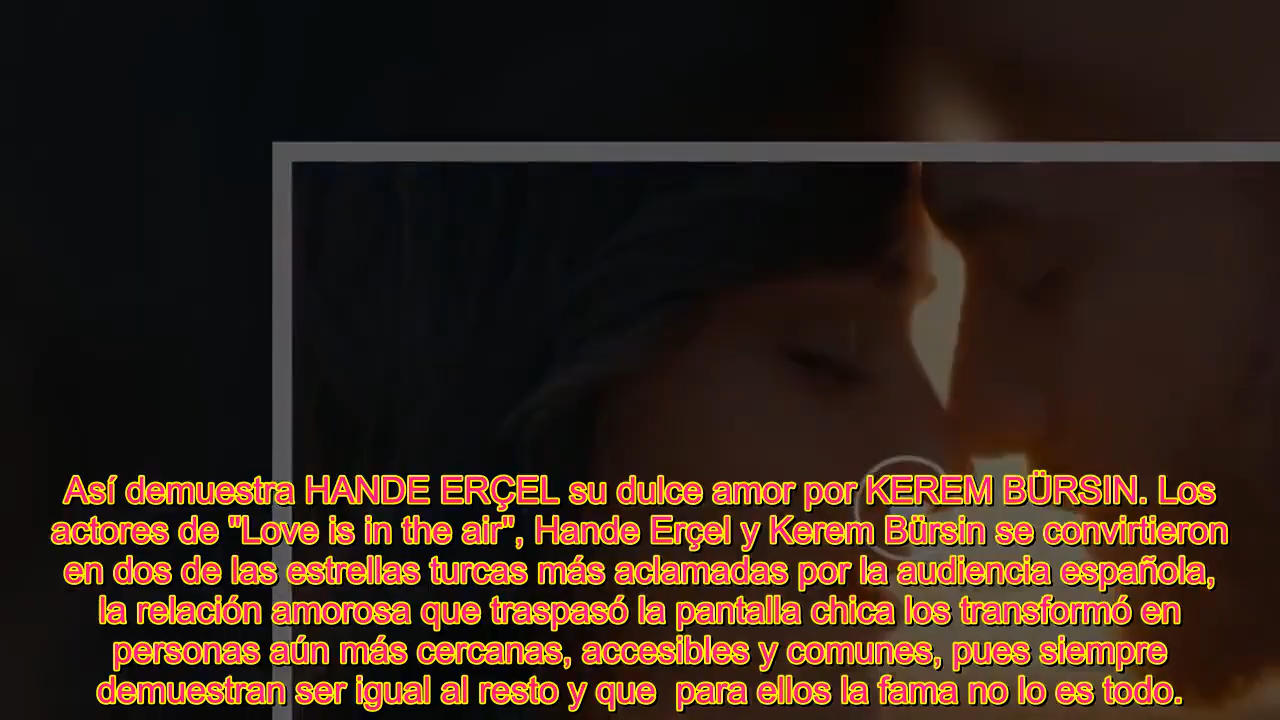 Así demuestra HANDE ERÇEL su dulce amor por KEREM BÜRSIN. Los
actores de "Love is in the air", Hande Erçel y Kerem Bürsin se convirtieron
en dos de las estrellas turcas más aclamadas por la audiencia española,
la relación amorosa que traspasó la pantalla chica los transformó en
personas aún más cercanas, accesibles y comunes, pues siempre
demuestran ser igual al resto y que  para ellos la fama no lo es todo.